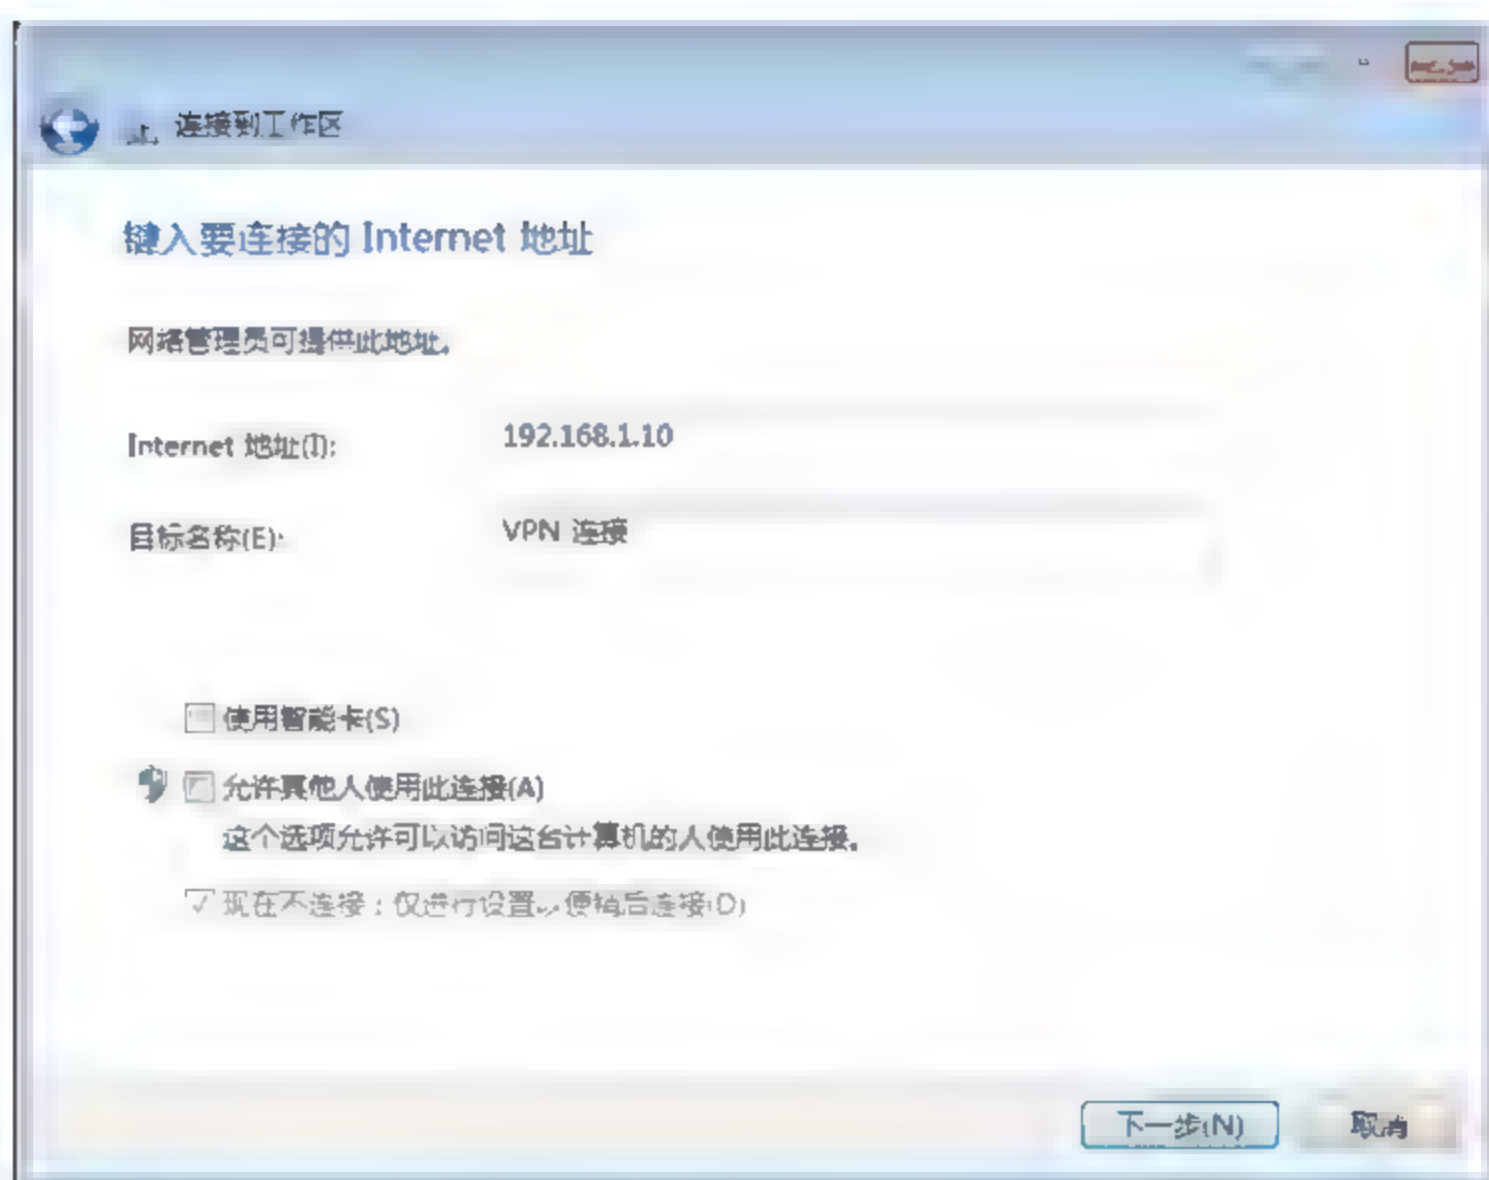 连接到工作区
键入要连接的 Internet 地址
网络管理员可提供此地址。
Internet 地址(I):
192.168.1.10
目标名称(E):
VPN 连接
使用智能卡(S)
允许其他人使用此连接(A)
这个选项允许可以访问这台计算机的人使用此连接。
现在不连接；仅进行设置以便稍后连接(D)
下一步(N)
取消